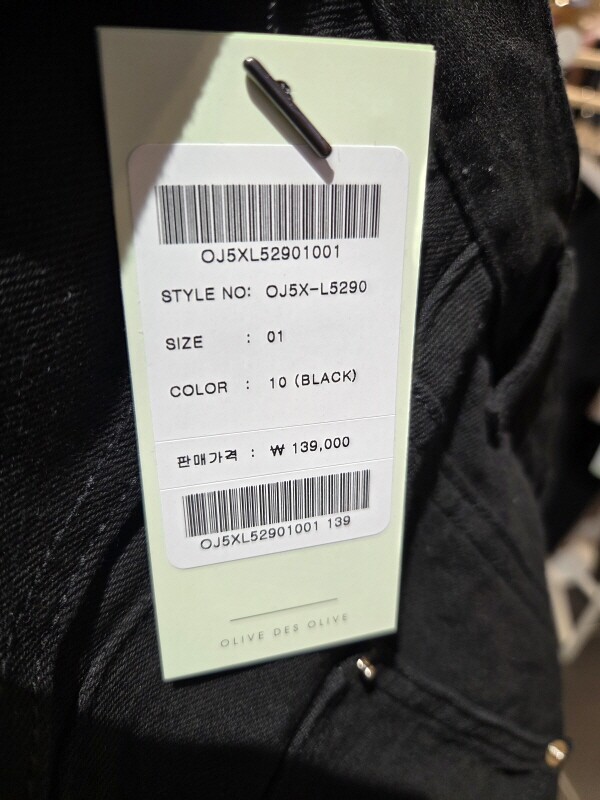 OJ5XL52901001
STYLE NO: OJ5X-L5290
SIZE : 01
COLOR : 10 (BLACK)
판매가격 : ₩ 139,000
OJ5XL52901001 139
OLIVE DES OLIVE